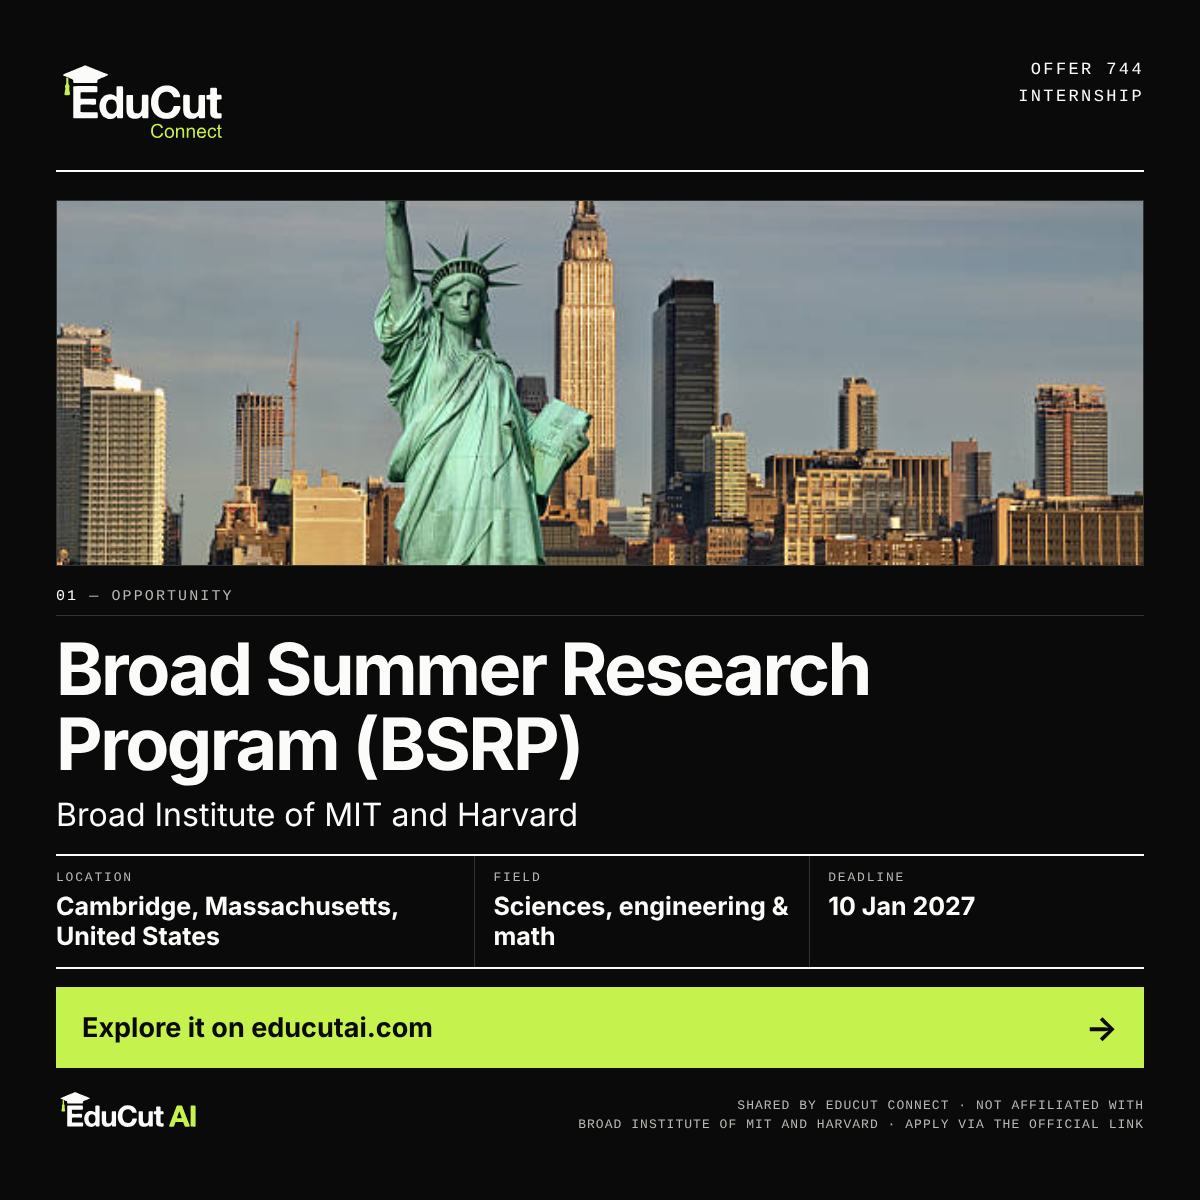 EduCut
Connect
OFFER 744
INTERNSHIP
01 — OPPORTUNITY
Broad Summer Research
Program (BSRP)
Broad Institute of MIT and Harvard
LOCATION
Cambridge, Massachusetts,
United States
FIELD
Sciences, engineering &
math
DEADLINE
10 Jan 2027
Explore it on educutai.com →
EduCut AI
SHARED BY EDUCUT CONNECT · NOT AFFILIATED WITH
BROAD INSTITUTE OF MIT AND HARVARD · APPLY VIA THE OFFICIAL LINK